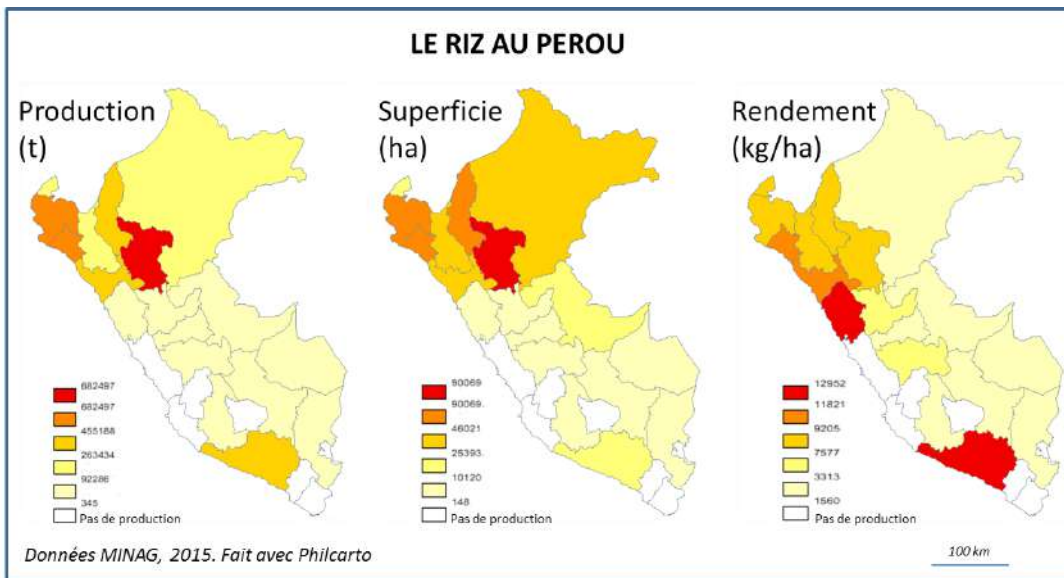 LE RIZ AU PEROU
Production
(t)
682497
682497
455188
263434
92286
345
Pas de production
Superficie
(ha)
90069
90069.
46021
25393.
10120
148
Pas de production
Rendement
(kg/ha)
12952
11821
9205
7577
3313
1560
Pas de production
Données MINAG, 2015. Fait avec Philcarto
100 km